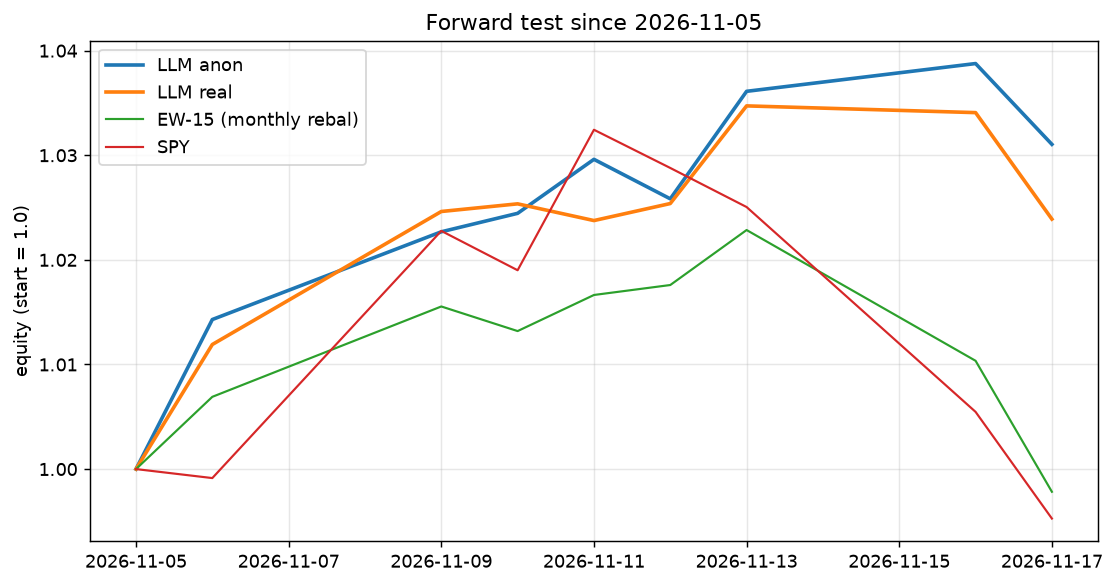 Forward test since 2026-11-05
LLM anon
LLM real
EW-15 (monthly rebal)
SPY
equity (start = 1.0)
1.04
1.03
1.02
1.01
1.00
2026-11-05
2026-11-07
2026-11-09
2026-11-11
2026-11-13
2026-11-15
2026-11-17